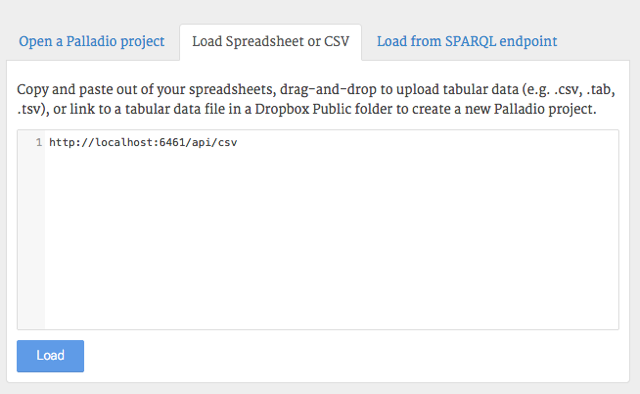 Open a Palladio project Load Spreadsheet or CSV Load from SPARQL endpoint
Copy and paste out of your spreadsheets, drag-and-drop to upload tabular data (e.g. .csv, .tab,
.tsv), or link to a tabular data file in a Dropbox Public folder to create a new Palladio project.
1 http://localhost:6461/api/csv
Load